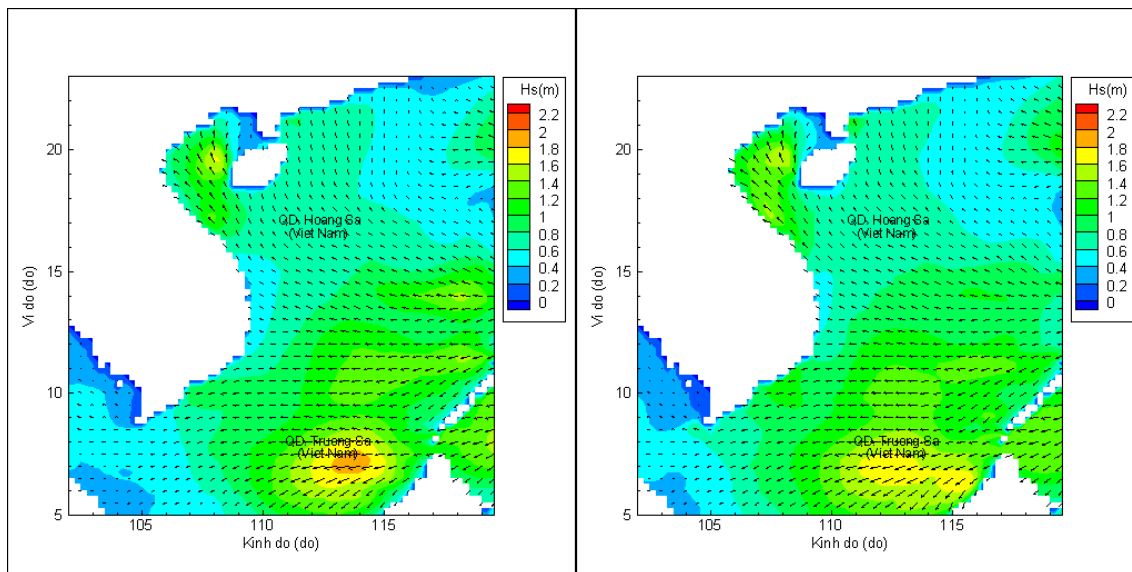 Hs(m)
2.2
2
1.8
1.6
1.4
1.2
1
0.8
0.6
0.4
0.2
0
20
15
10
5
Vi do (do)
QD. Hoang Sa
(Viet Nam)
QD. Truong Sa
(Viet Nam)
105
110
115
Kinh do (do)
Hs(m)
2.2
2
1.8
1.6
1.4
1.2
1
0.8
0.6
0.4
0.2
0
20
15
10
5
Vi do (do)
QD. Hoang Sa
(Viet Nam)
QD. Truong Sa
(Viet Nam)
105
110
115
Kinh do (do)